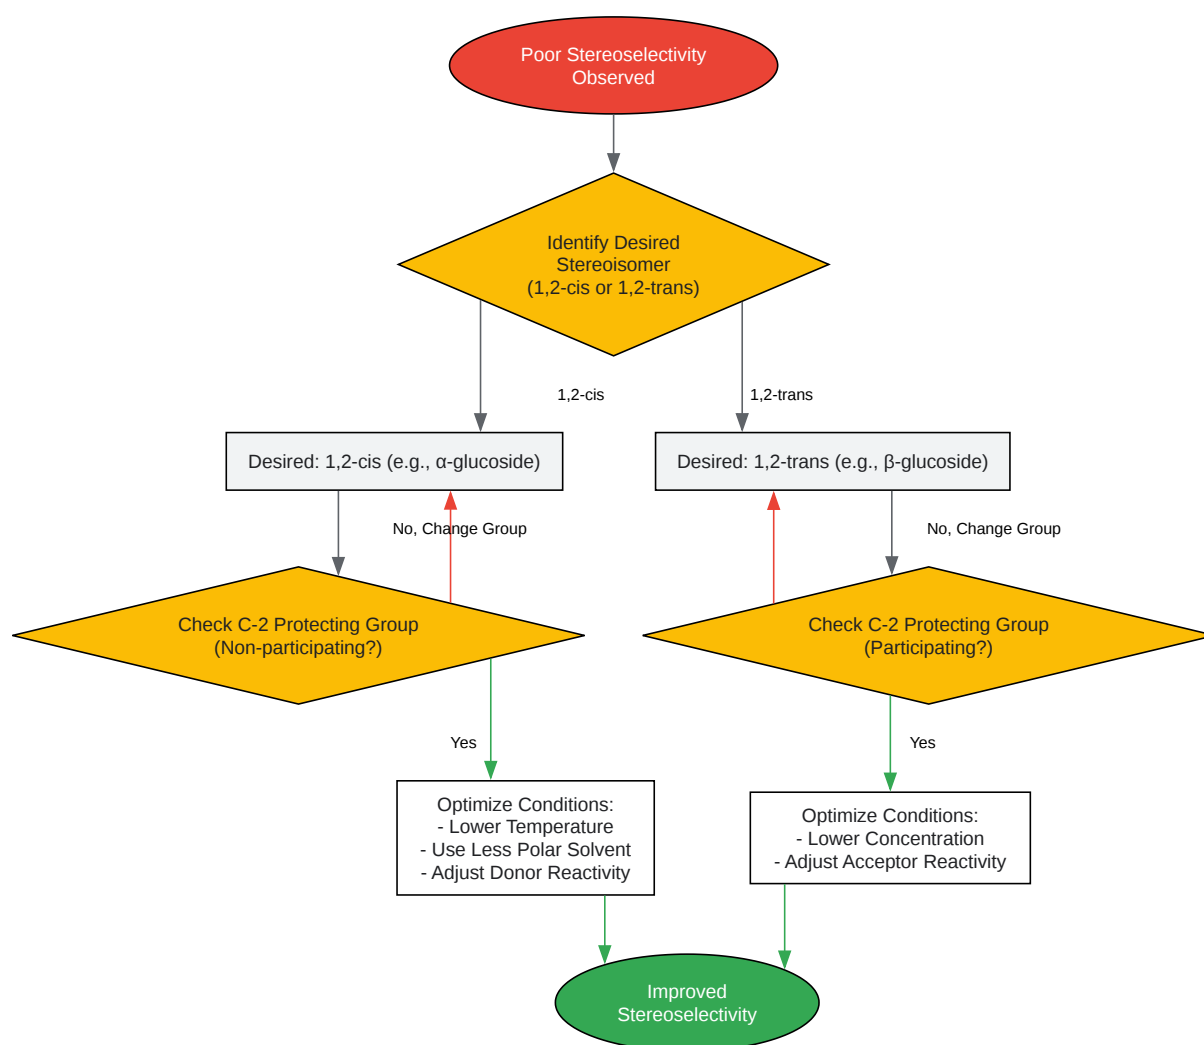 Poor Stereoselectivity
Observed
Identify Desired
Stereoisomer
(1,2-cis or 1,2-trans)
1,2-cis
1,2-trans
Desired: 1,2-cis (e.g., α-glucoside)
Desired: 1,2-trans (e.g., β-glucoside)
No, Change Group
No, Change Group
Check C-2 Protecting Group
(Non-participating?)
Check C-2 Protecting Group
(Participating?)
Yes
Yes
Optimize Conditions:
- Lower Temperature
- Use Less Polar Solvent
- Adjust Donor Reactivity
Optimize Conditions:
- Lower Concentration
- Adjust Acceptor Reactivity
Improved
Stereoselectivity